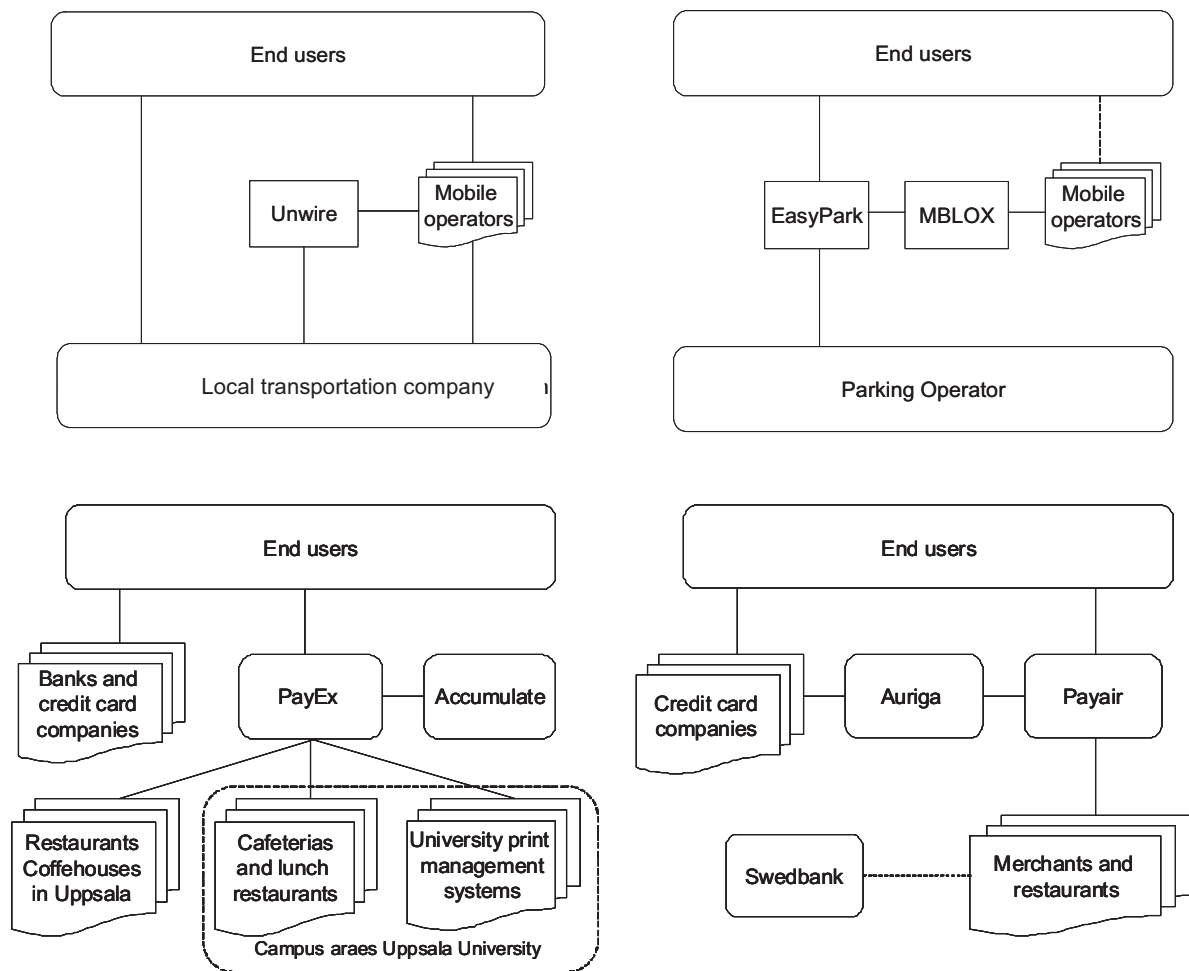 End users
Unwire
Mobile
operators
Local transportation company
End users
EasyPark
MBLOX
Mobile
operators
Parking Operator
End users
Banks and
credit card
companies
PayEx
Accumulate
Restaurants
Coffehouses
in Uppsala
Cafeterias
and lunch
restaurants
University print
management
systems
Campus araes Uppsala University
End users
Credit card
companies
Auriga
Payair
Swedbank
Merchants and
restaurants